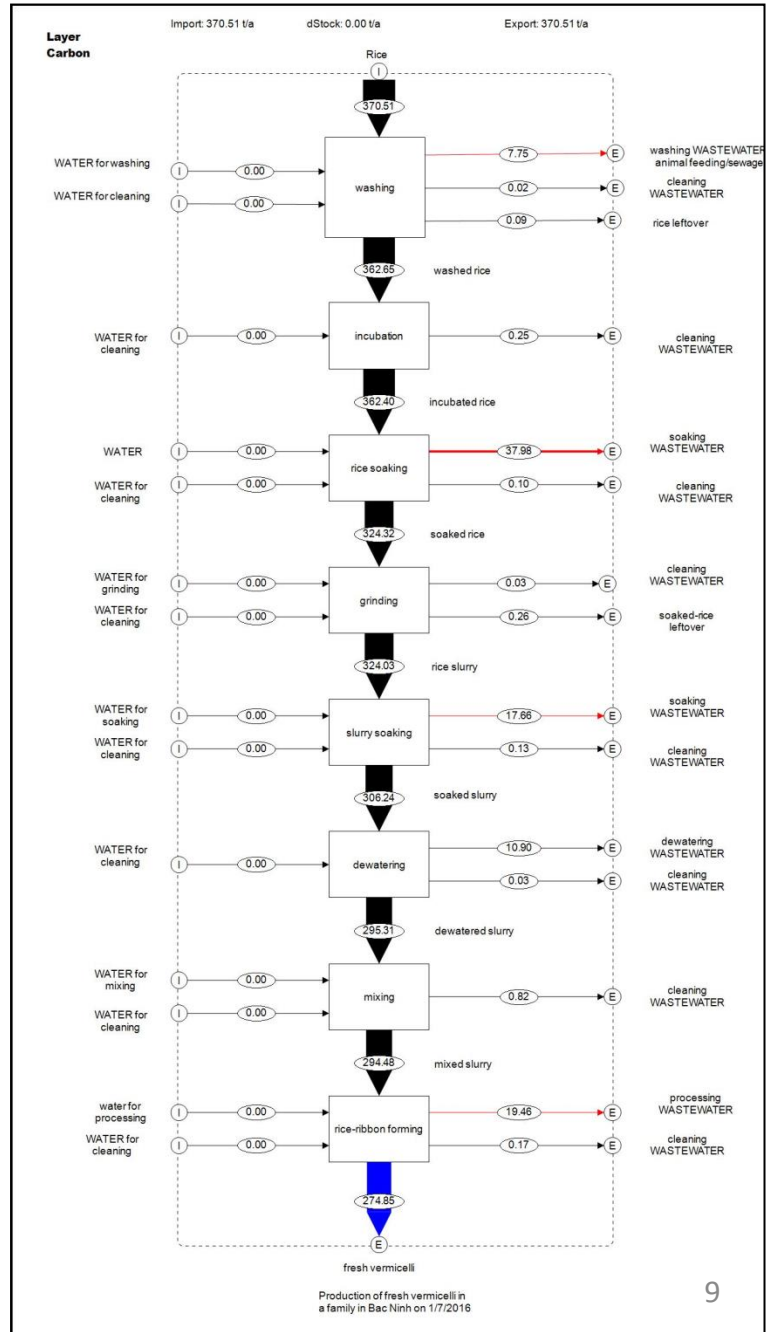 Import: 370.51 t/a dStock: 0.00 t/a Export: 370.51 t/a
Layer
Carbon
Rice
I
370.51
WATER for washing
I
0.00
WATER for cleaning
I
0.00
washing
7.75
E
washing WASTEWATER
animal feeding/sewage
0.02
E
cleaning
WASTEWATER
0.09
E
rice leftover
362.65
washed rice
WATER for
cleaning
I
0.00
incubation
0.25
E
cleaning
WASTEWATER
362.40
incubated rice
WATER
I
0.00
WATER for
cleaning
I
0.00
rice soaking
37.98
E
soaking
WASTEWATER
0.10
E
cleaning
WASTEWATER
324.32
soaked rice
WATER for
grinding
I
0.00
WATER for
cleaning
I
0.00
grinding
0.03
E
cleaning
WASTEWATER
0.26
E
soaked-rice
leftover
324.03
rice slurry
WATER for
soaking
I
0.00
WATER for
cleaning
I
0.00
slurry soaking
17.66
E
soaking
WASTEWATER
0.13
E
cleaning
WASTEWATER
306.24
soaked slurry
WATER for
cleaning
I
0.00
dewatering
10.90
E
dewatering
WASTEWATER
0.03
E
cleaning
WASTEWATER
295.31
dewatered slurry
WATER for
mixing
I
0.00
WATER for
cleaning
I
0.00
mixing
0.82
E
cleaning
WASTEWATER
294.48
mixed slurry
water for
processing
I
0.00
WATER for
cleaning
I
0.00
rice-ribbon forming
19.46
E
processing
WASTEWATER
0.17
E
cleaning
WASTEWATER
274.85
E
fresh vermicelli
Production of fresh vermicelli in
a family in Bac Ninh on 1/7/2016
9